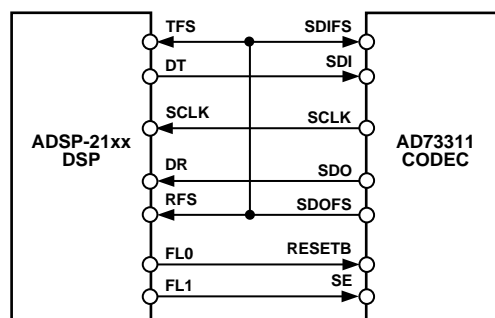 TFS SDIFS
DT SDI
SCLK SCLK
ADSP-21xx
DSP
AD73311
CODEC
DR SDO
RFS SDOFS
FL0 RESETB
FL1 SE